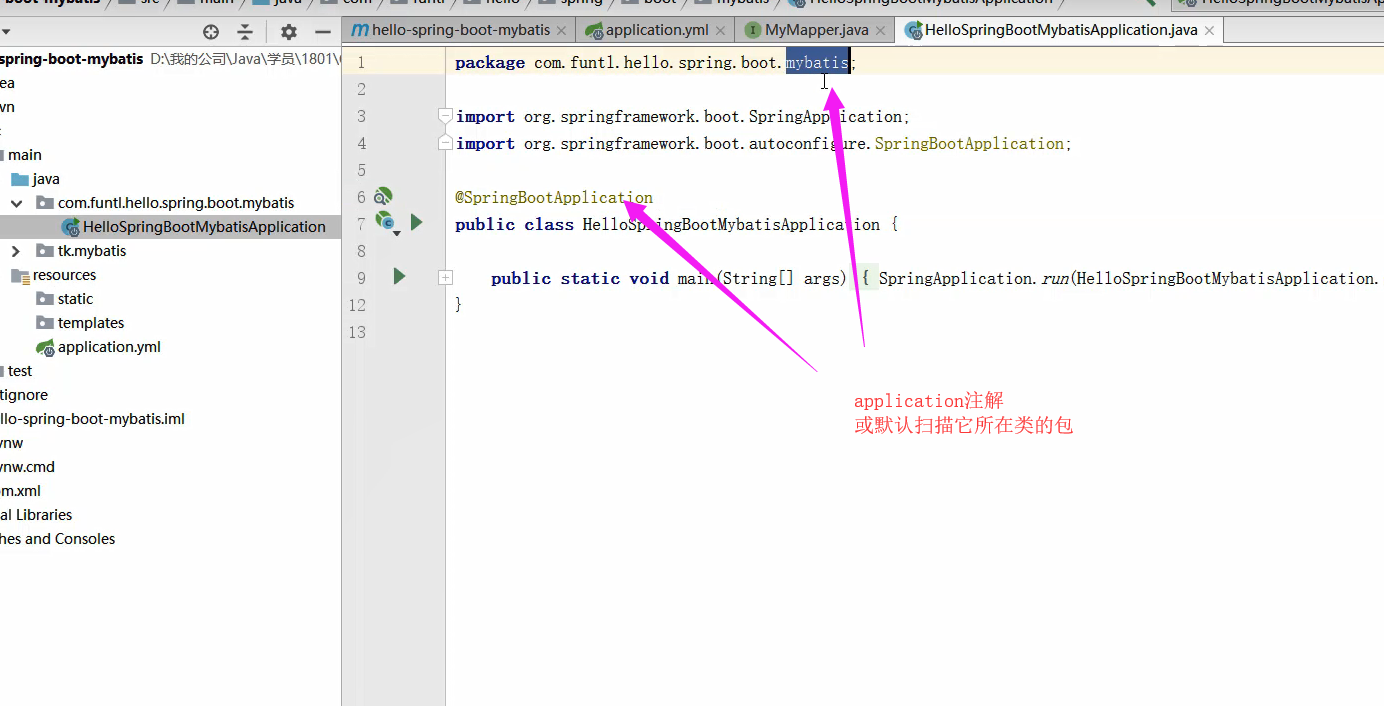 boot-mybatis src main java com funtl hello spring boot mybatis HelloSpringBootMybatisApplication
hello-spring-boot-mybatis application.yml MyMapper.java HelloSpringBootMybatisApplication.java
spring-boot-mybatis D:\我的公司\Java\学员\1801\
ea
vn
main
java
com.funtl.hello.spring.boot.mybatis
HelloSpringBootMybatisApplication
tk.mybatis
resources
static
templates
application.yml
test
tignore
llo-spring-boot-mybatis.iml
vnw
vnw.cmd
om.xml
al Libraries
hes and Consoles
1 package com.funtl.hello.spring.boot.mybatis;
2
3 import org.springframework.boot.SpringApplication;
4 import org.springframework.boot.autoconfigure.SpringBootApplication;
5
6 @SpringBootApplication
7 public class HelloSpringBootMybatisApplication {
8
9 public static void main(String[] args) { SpringApplication.run(HelloSpringBootMybatisApplication.
12 }
13
application注解
或默认扫描它所在类的包